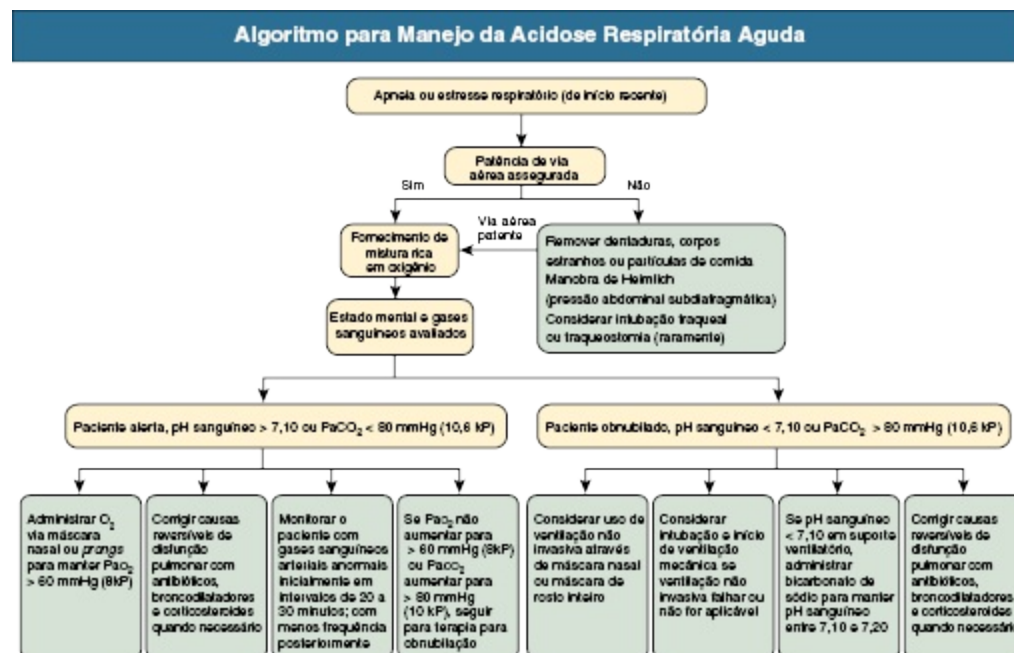 Algoritmo para Manejo da Acidose Respiratória Aguda
Apneia ou estresse respiratório (de início recente)
Patência de via
aérea assegurada
Sim
Não
Fornecimento de
mistura rica
em oxigênio
Via aérea
patente
Remover dentaduras, corpos
estranhos ou partículas de comida
Manobra de Heimlich
(pressão abdominal subdiafragmática)
Considerar intubação traqueal
ou traqueostomia (raramente)
Estado mental e gases
sanguíneos avaliados
Paciente alerta, pH sanguíneo > 7,10 ou PaCO₂ < 80 mmHg (10,6 kP)
Paciente obnubilado, pH sanguíneo < 7,10 ou PaCO₂ > 80 mmHg (10,6 kP)
Administrar O₂
via máscara
nasal ou prongs
para manter Pao₂
> 60 mmHg (8kP)
Corrigir causas
reversíveis de
disfunção
pulmonar com
antibióticos,
broncodilatadores
e corticosteroides
quando necessário
Monitorar o
paciente com
gases sanguíneos
arteriais anormais
inicialmente em
intervalos de 20 a
30 minutos; com
menos frequência
posteriormente
Se Pao₂ não
aumentar para
> 60 mmHg (8kP)
ou Paco₂
aumentar para
> 80 mmHg
(10 kP), seguir
para terapia para
obnubilação
Considerar uso de
ventilação não
invasiva através
de máscara nasal
ou máscara de
rosto inteiro
Considerar
intubação e início
de ventilação
mecânica se
ventilação não
invasiva falhar ou
não for aplicável
Se pH sanguíneo
< 7,10 em suporte
ventilatório,
administrar
bicarbonato de
sódio para manter
pH sanguíneo
entre 7,10 e 7,20
Corrigir causas
reversíveis de
disfunção
pulmonar com
antibióticos,
broncodilatadores
e corticosteroides
quando necessário